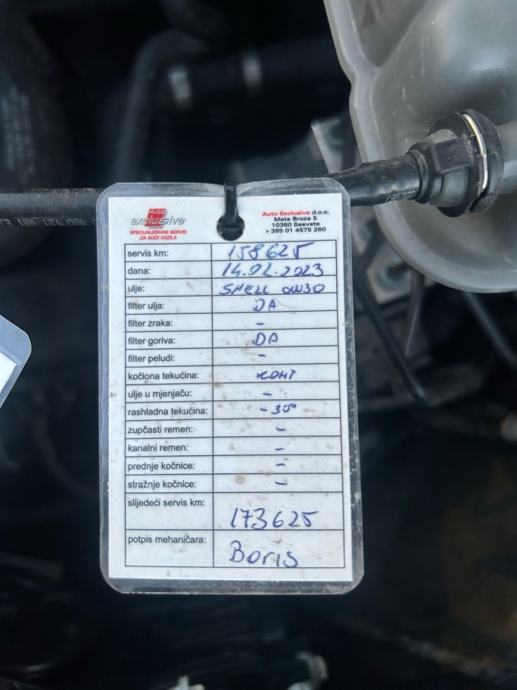 exclusive
SPECIJALIZIRANI SERVIS
ZA AUDI VOZILA
Auto Exclusive d.o.o.
Mate Broza 5
10360 Sesvete
+385 01 4575 260
servis km: 158625
dana: 14.02.2023
ulje: SHELL 0W30
filter ulja: DA
filter zraka: -
filter goriva: DA
filter peludi: -
kočiona tekućina:
ulje u mjenjaču: -
rashladna tekućina: -35°
zupčasti remen: -
kanalni remen: -
prednje kočnice: -
stražnje kočnice: -
slijedeći servis km: 173625
potpis mehaničara: Boris